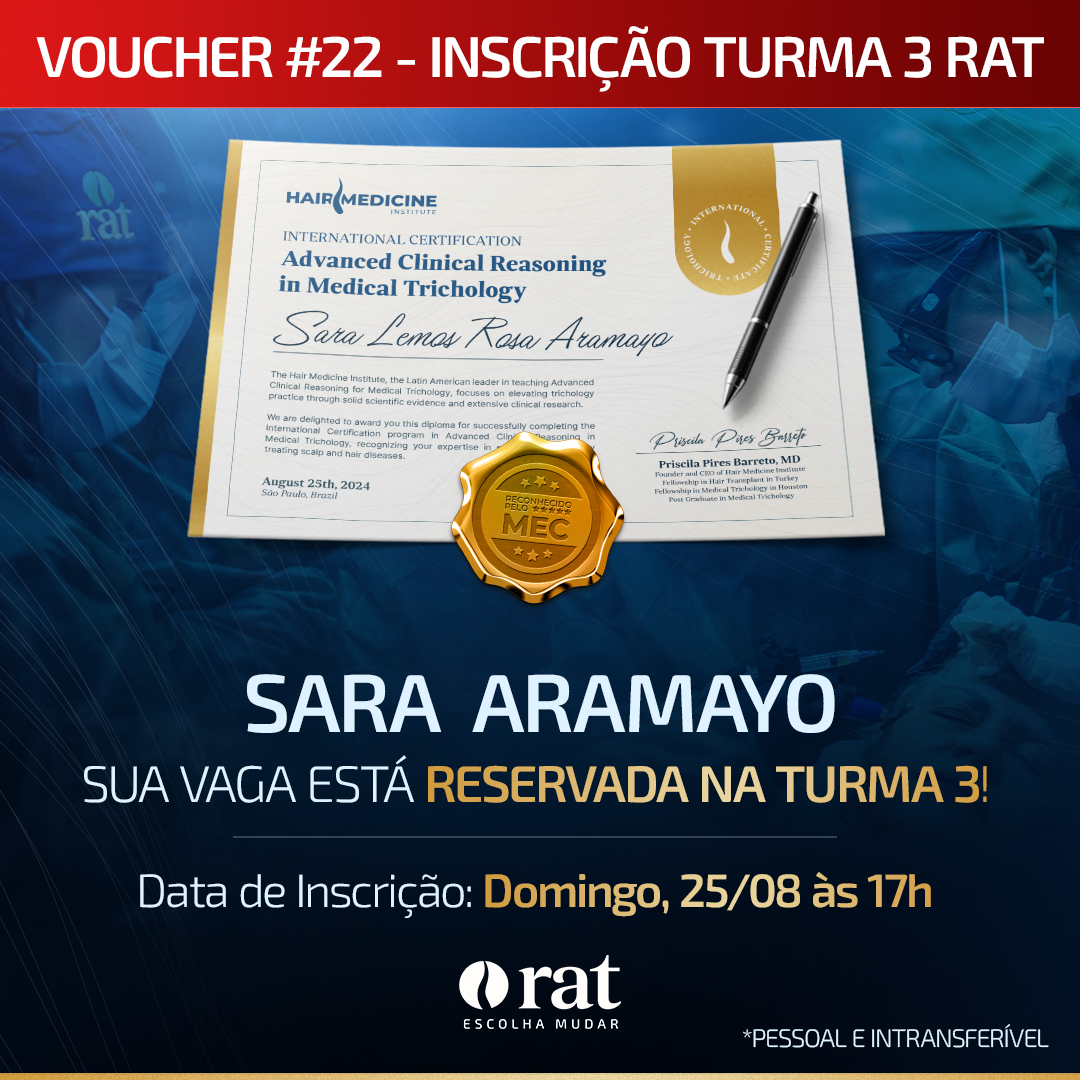 VOUCHER #22 - INSCRIÇÃO TURMA 3 RAT
rat
HAIR MEDICINE
INSTITUTE
INTERNATIONAL CERTIFICATION
Advanced Clinical Reasoning
in Medical Trichology
Sara Lemos Rosa Aramayo
The Hair Medicine Institute, the Latin American leader in teaching Advanced
Clinical Reasoning for Medical Trichology, focuses on elevating trichology
practice through solid scientific evidence and extensive clinical research.
We are delighted to award you this diploma for successfully completing the
International Certification program in Advanced Clinical Reasoning in
Medical Trichology, recognizing your expertise in
treating scalp and hair diseases.
August 25th, 2024
São Paulo, Brazil
INTERNATIONAL • CERTIFICATE • TRICHOLOGY •
Priscila Pires Barreto
Priscila Pires Barreto, MD
Founder and CEO of Hair Medicine Institute
Fellowship in Hair Transplant in Turkey
Fellowship in Medical Trichology in Houston
Post Graduate in Medical Trichology
RECONHECIDO
PELO
MEC
SARA ARAMAYO
SUA VAGA ESTÁ RESERVADA NA TURMA 3!
Data de Inscrição: Domingo, 25/08 às 17h
rat
ESCOLHA MUDAR
*PESSOAL E INTRANSFERÍVEL